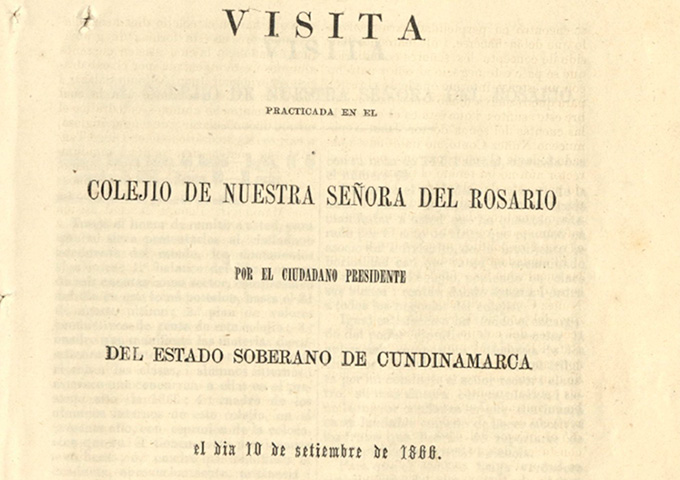 VISITA
PRACTICADA EN EL
COLEJIO DE NUESTRA SEÑORA DEL ROSARIO
POR EL CIUDADANO PRESIDENTE
DEL ESTADO SOBERANO DE CUNDINAMARCA
el dia 10 de setiembre de 1866.